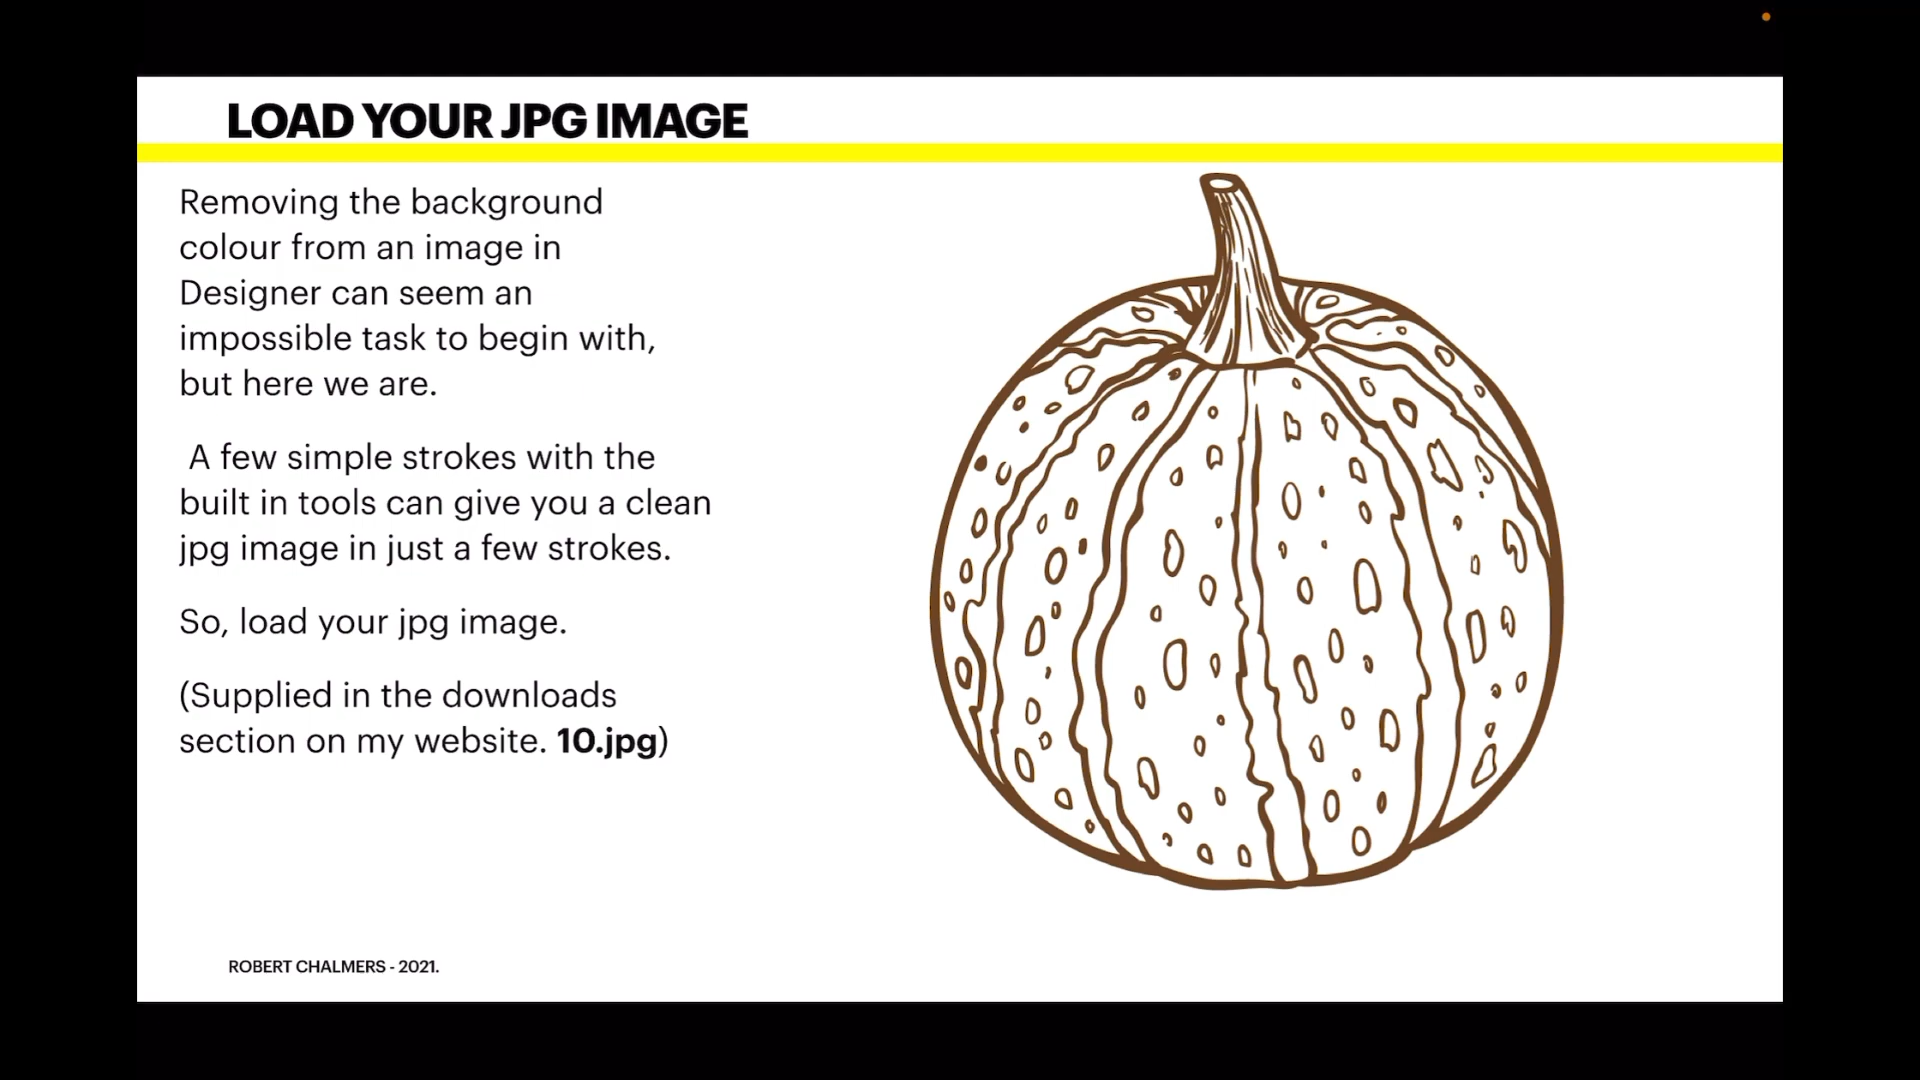 LOAD YOUR JPG IMAGE
Removing the background
colour from an image in
Designer can seem an
impossible task to begin with,
but here we are.
A few simple strokes with the
built in tools can give you a clean
jpg image in just a few strokes.
So, load your jpg image.
(Supplied in the downloads
section on my website. 10.jpg)
ROBERT CHALMERS - 2021.